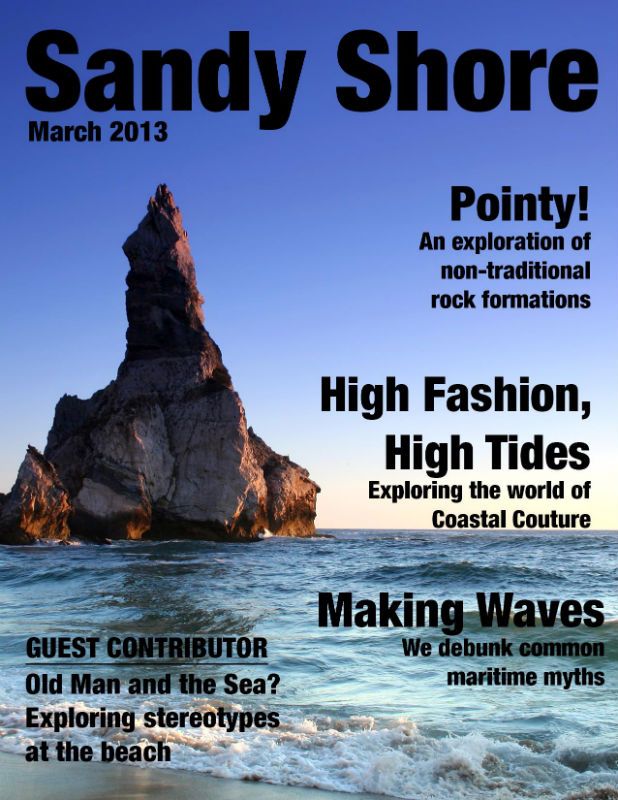 Sandy Shore
March 2013
Pointy!
An exploration of
non-traditional
rock formations
High Fashion,
High Tides
Exploring the world of
Coastal Couture
Making Waves
We debunk common
maritime myths
GUEST CONTRIBUTOR
Old Man and the Sea?
Exploring stereotypes
at the beach